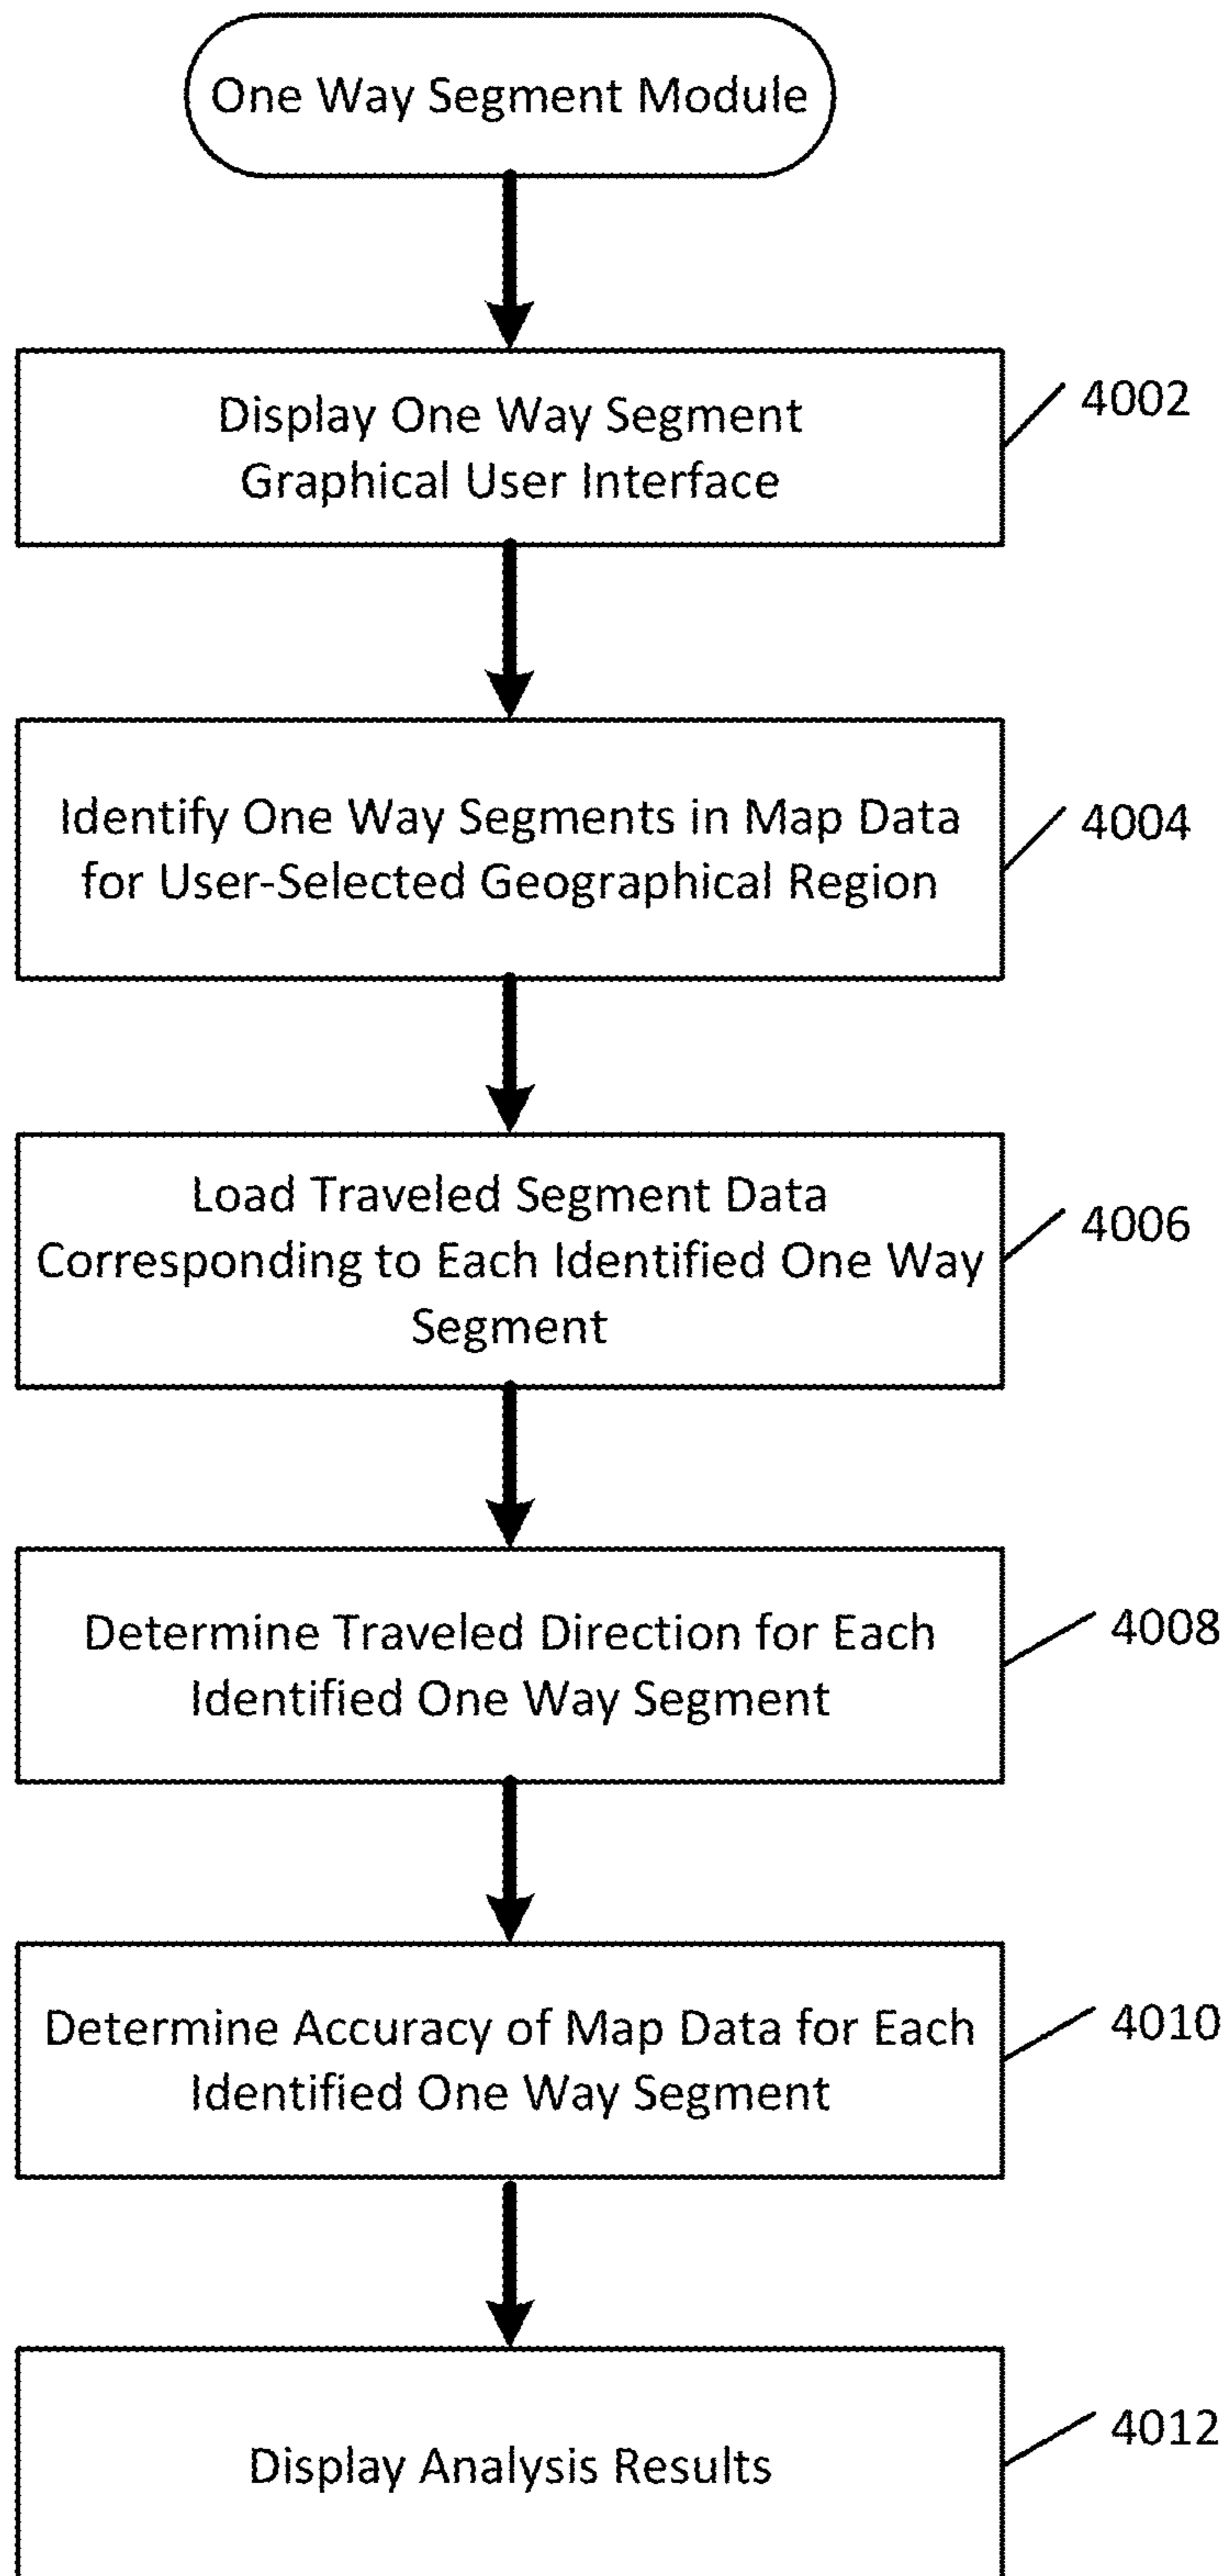 One Way Segment Module
Display One Way Segment
Graphical User Interface
4002
Identify One Way Segments in Map Data
for User-Selected Geographical Region
4004
Load Traveled Segment Data
Corresponding to Each Identified One Way
Segment
4006
Determine Traveled Direction for Each
Identified One Way Segment
4008
Determine Accuracy of Map Data for Each
Identified One Way Segment
4010
Display Analysis Results
4012